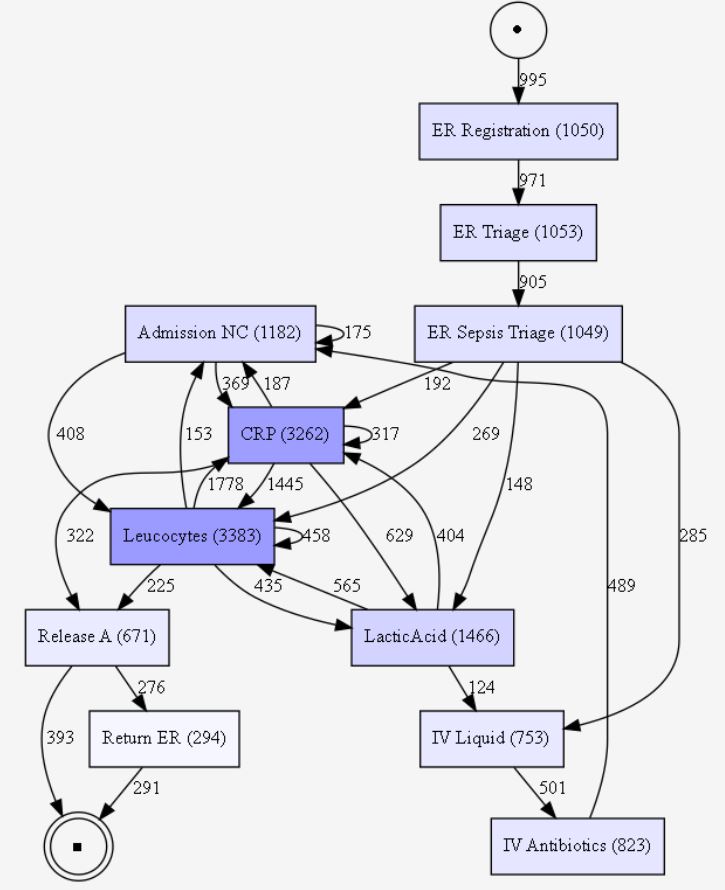 995
ER Registration (1050)
971
ER Triage (1053)
905
Admission NC (1182)
175
ER Sepsis Triage (1049)
369
187
192
408
153
CRP (3262)
317
269
148
285
1778
1445
322
Leucocytes (3383)
458
629
404
225
435
565
489
Release A (671)
LacticAcid (1466)
276
124
393
Return ER (294)
IV Liquid (753)
291
501
IV Antibiotics (823)